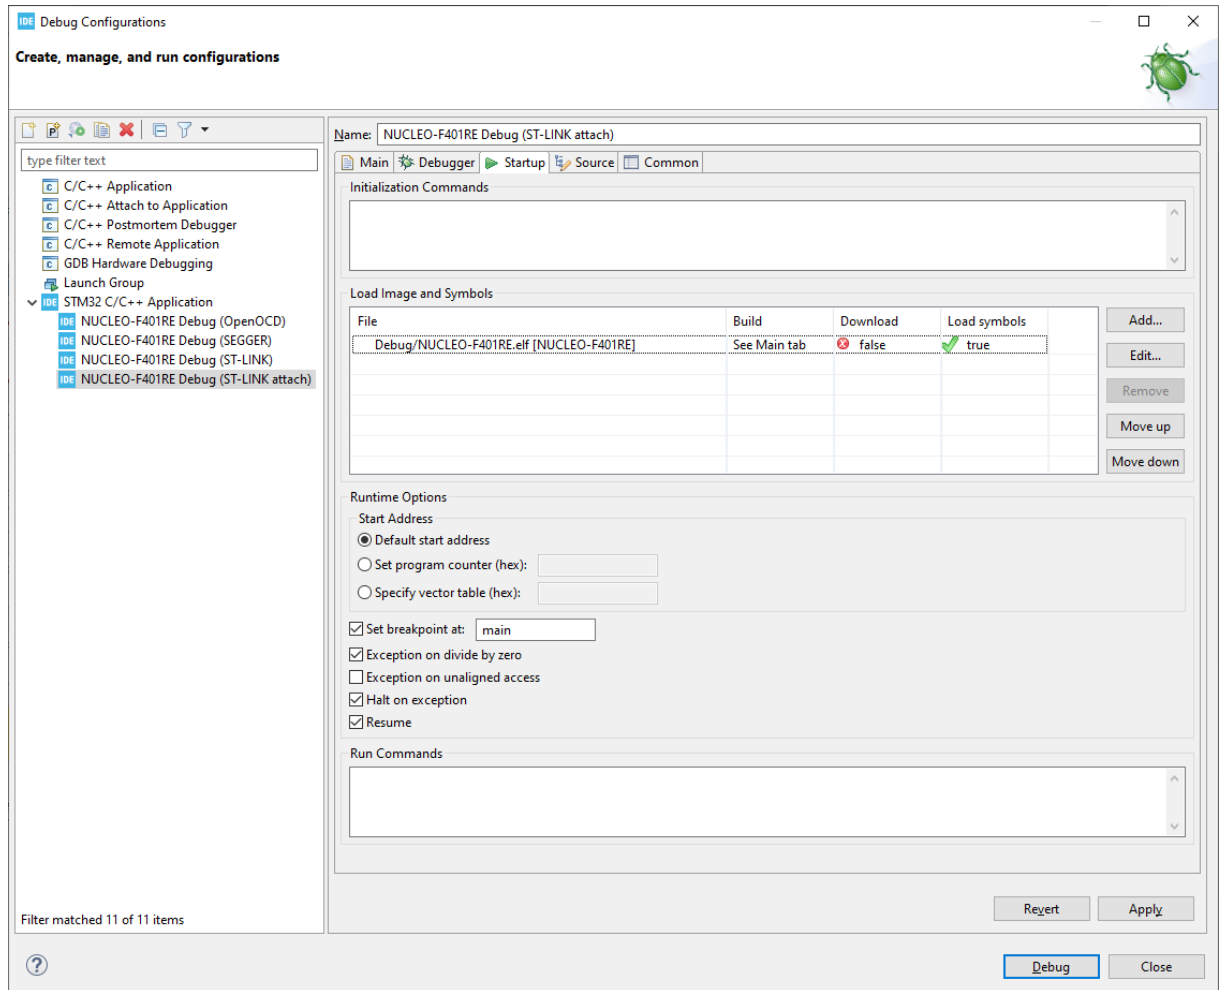 IDE Debug Configurations
Create, manage, and run configurations
type filter text
C/C++ Application
C/C++ Attach to Application
C/C++ Postmortem Debugger
C/C++ Remote Application
GDB Hardware Debugging
Launch Group
IDE STM32 C/C++ Application
IDE NUCLEO-F401RE Debug (OpenOCD)
IDE NUCLEO-F401RE Debug (SEGGER)
IDE NUCLEO-F401RE Debug (ST-LINK)
IDE NUCLEO-F401RE Debug (ST-LINK attach)
Filter matched 11 of 11 items
Name: NUCLEO-F401RE Debug (ST-LINK attach)
Main Debugger Startup Source Common
Initialization Commands
Load Image and Symbols
File Build Download Load symbols
Debug/NUCLEO-F401RE.elf [NUCLEO-F401RE] See Main tab false true
Add...
Edit...
Remove
Move up
Move down
Runtime Options
Start Address
Default start address
Set program counter (hex):
Specify vector table (hex):
Set breakpoint at: main
Exception on divide by zero
Exception on unaligned access
Halt on exception
Resume
Run Commands
Revert Apply
Debug Close